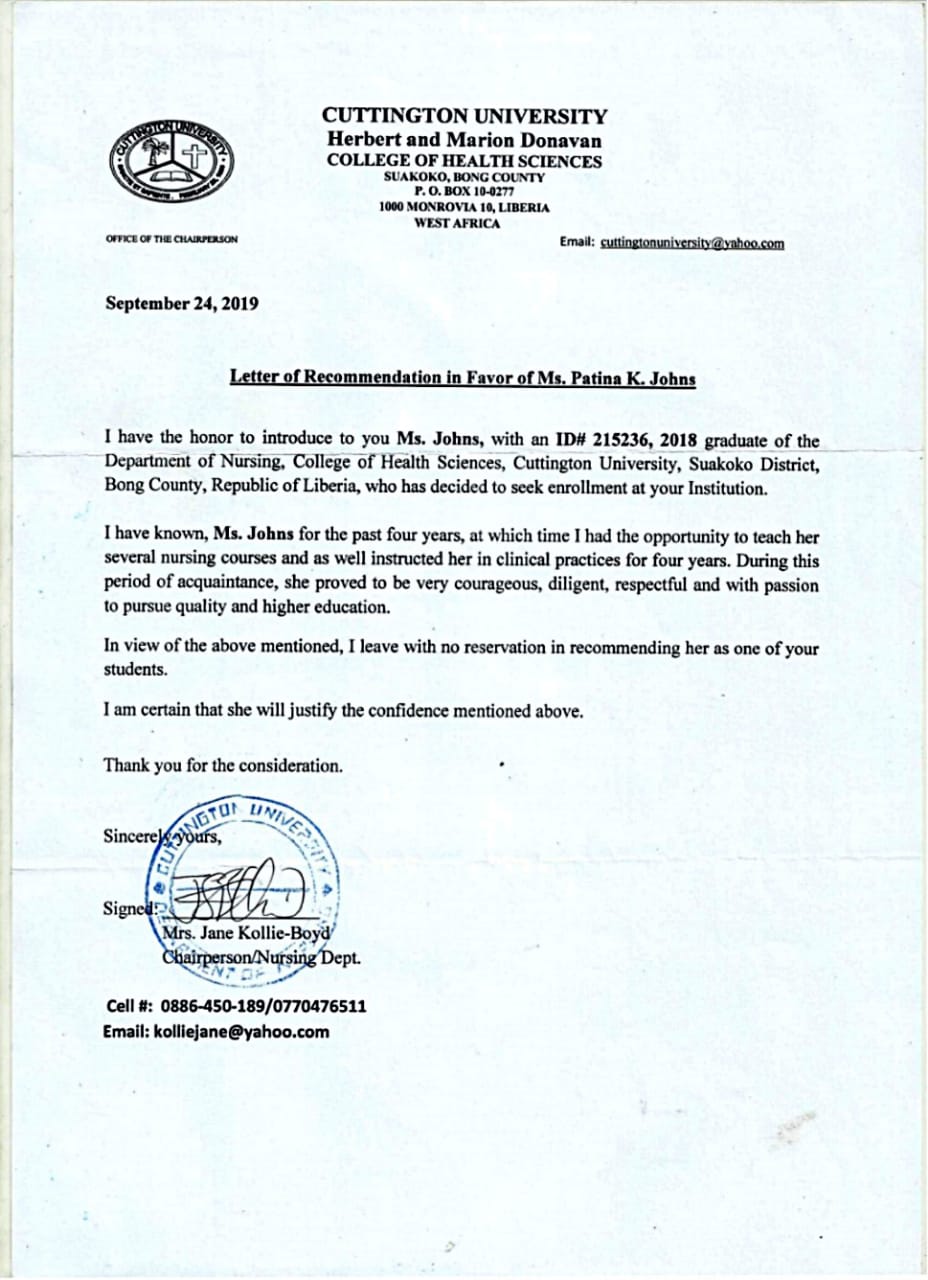 CUTTINGTON UNIVERSITY
Herbert and Marion Donavan
COLLEGE OF HEALTH SCIENCES
SUAKOKO, BONG COUNTY
P. O. BOX 10-0277
1000 MONROVIA 10, LIBERIA
WEST AFRICA
CUTTINGTON UNIVERSITY
OFFICE OF THE CHAIRPERSON
Email: cuttingtonuniversity@yahoo.com
September 24, 2019
Letter of Recommendation in Favor of Ms. Patina K. Johns
I have the honor to introduce to you Ms. Johns, with an ID# 215236, 2018 graduate of the
Department of Nursing, College of Health Sciences, Cuttington University, Suakoko District,
Bong County, Republic of Liberia, who has decided to seek enrollment at your Institution.
I have known, Ms. Johns for the past four years, at which time I had the opportunity to teach her
several nursing courses and as well instructed her in clinical practices for four years. During this
period of acquaintance, she proved to be very courageous, diligent, respectful and with passion
to pursue quality and higher education.
In view of the above mentioned, I leave with no reservation in recommending her as one of your
students.
I am certain that she will justify the confidence mentioned above.
Thank you for the consideration.
Sincerely yours,
CUTTINGTON UNIVERSITY
Signed:
Mrs. Jane Kollie-Boyd
Chairperson/Nursing Dept.
Cell #: 0886-450-189/0770476511
Email: kolliejane@yahoo.com